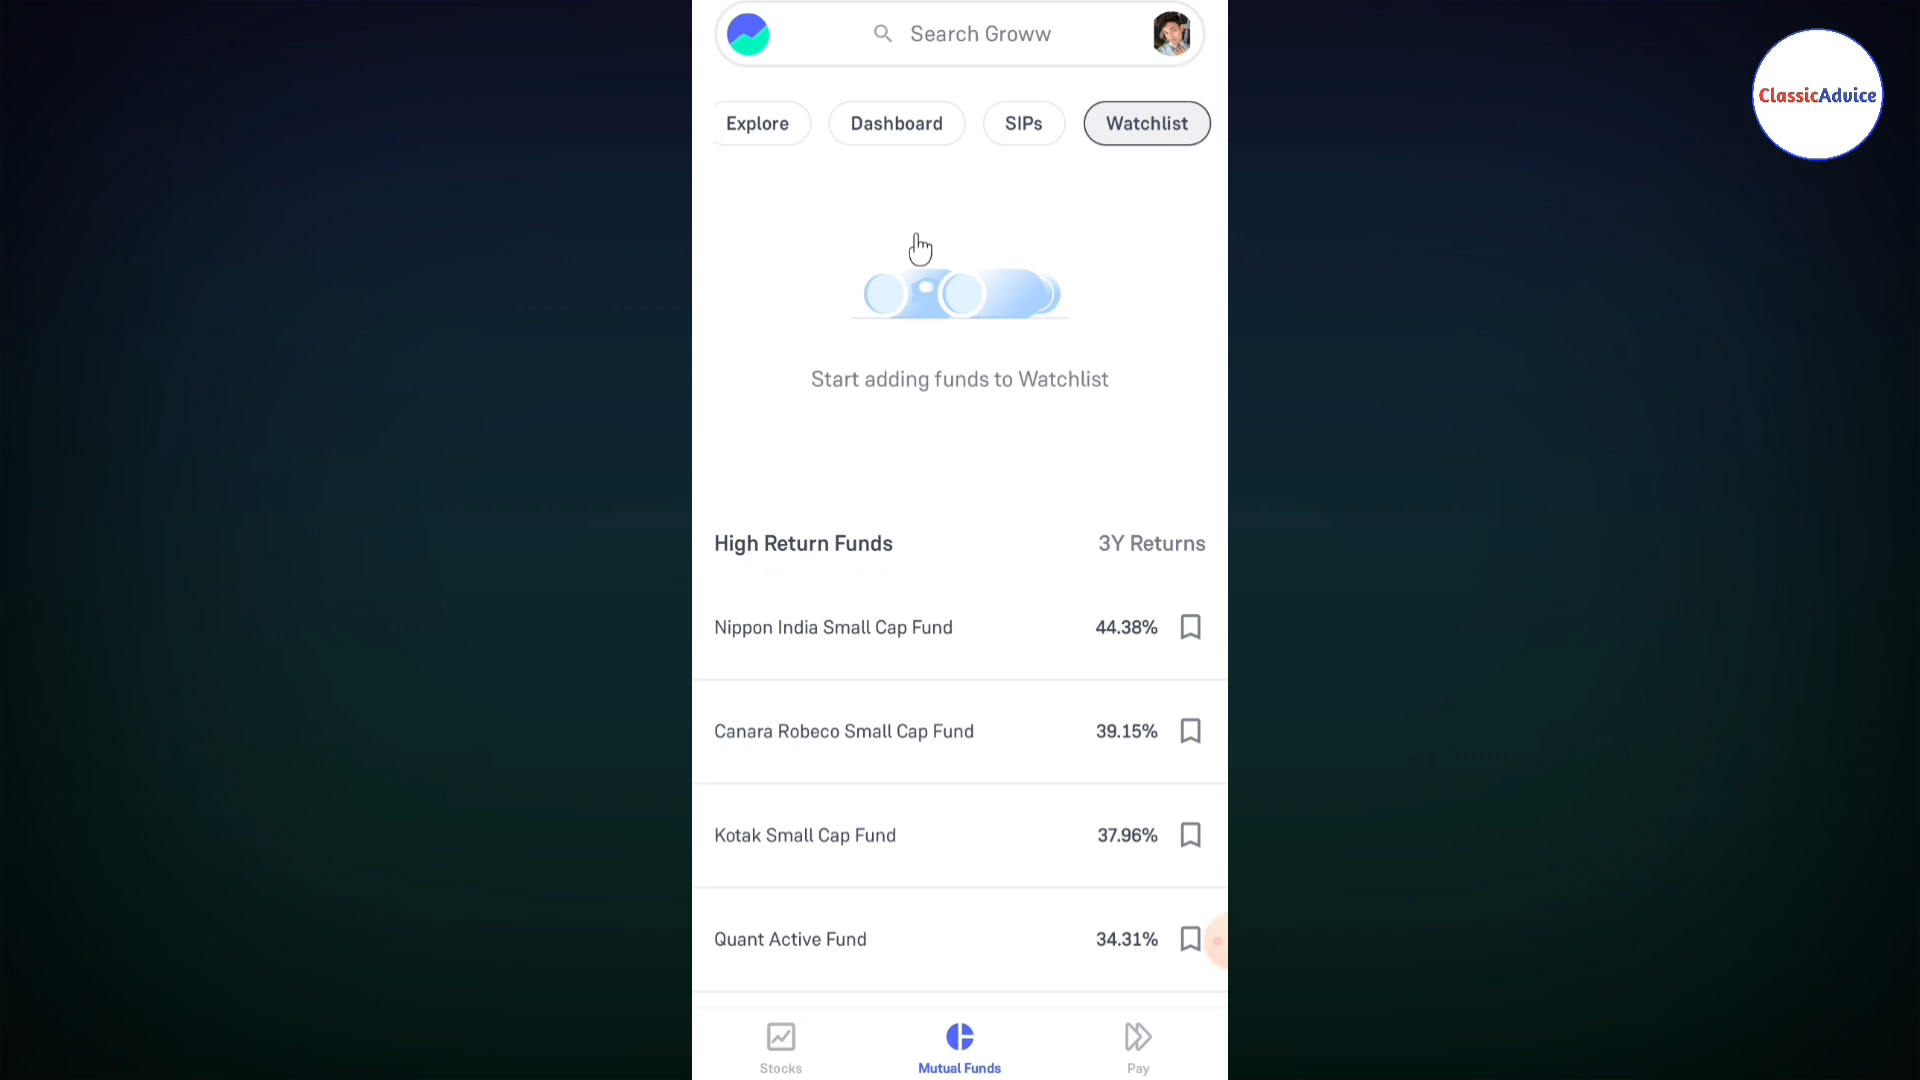 Search Groww
ClassicAdvice
Explore Dashboard SIPs Watchlist
Start adding funds to Watchlist
High Return Funds 3Y Returns
Nippon India Small Cap Fund 44.38%
Canara Robeco Small Cap Fund 39.15%
Kotak Small Cap Fund 37.96%
Quant Active Fund 34.31%
Stocks Mutual Funds Pay